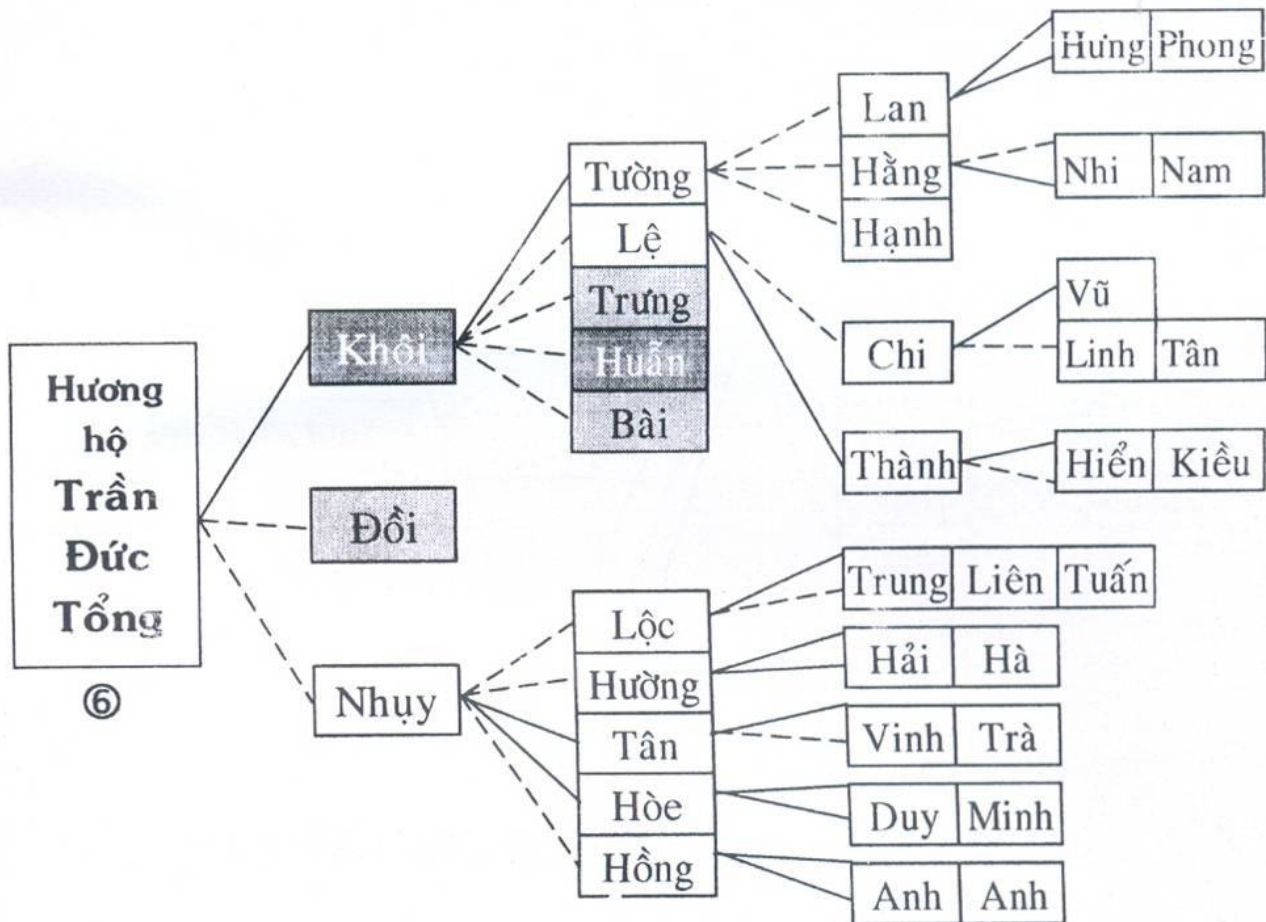 Hương
hộ
Trần
Đức
Tổng
⑥
Khôi
Đồi
Nhụy
Tường
Lệ
Trưng
Huẫn
Bài
Lộc
Hường
Tân
Hòe
Hồng
Lan
Hằng
Hạnh
Chi
Thành
Hưng Phong
Nhi Nam
Vũ
Linh Tân
Hiển Kiều
Trung Liên Tuấn
Hải Hà
Vinh Trà
Duy Minh
Anh Anh